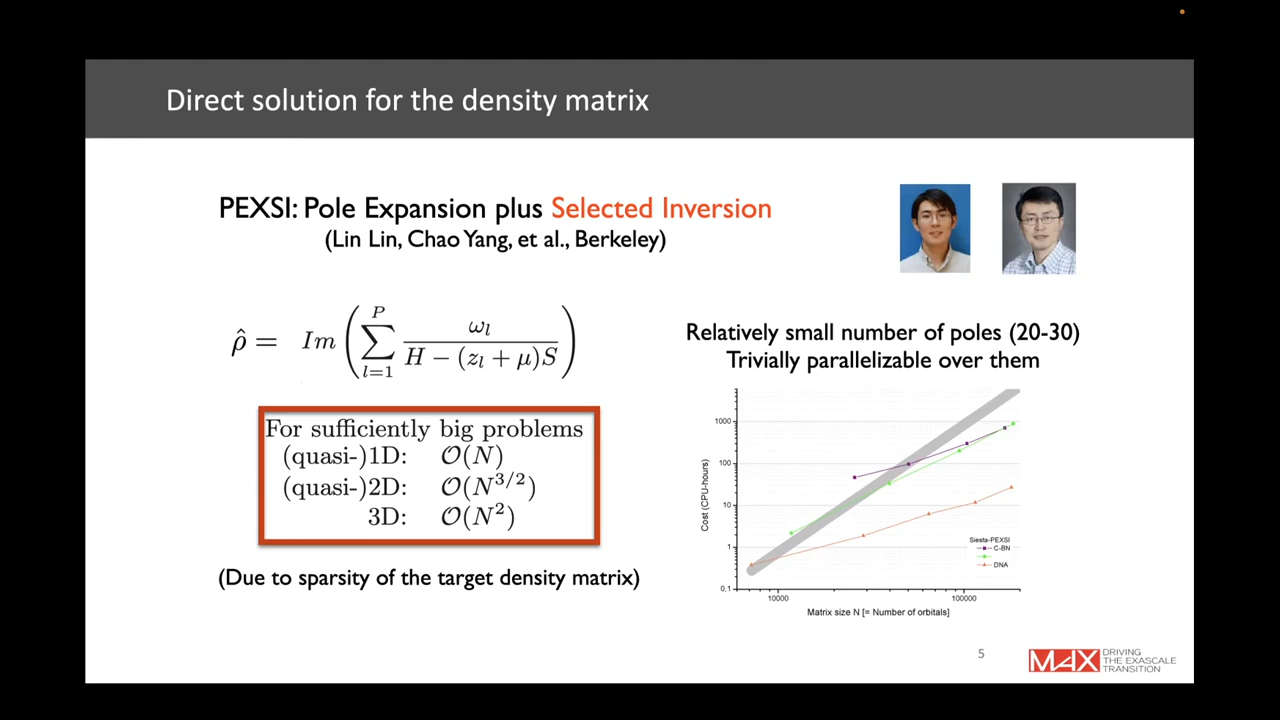 Direct solution for the density matrix
PEXSI: Pole Expansion plus Selected Inversion
(Lin Lin, Chao Yang, et al., Berkeley)
ρ̂ = Im ( ∑_{l=1}^{P} ω_l / (H − (z_l + μ)S) )
For sufficiently big problems
(quasi-)1D: O(N)
(quasi-)2D: O(N^{3/2})
3D: O(N^2)
(Due to sparsity of the target density matrix)
Relatively small number of poles (20-30)
Trivially parallelizable over them
Cost (CPU-hours)
1000
100
10
1
0,1
10000
100000
Matrix size N [= Number of orbitals]
Siesta-PEXSI
C-BN
DNA
5
MAX
DRIVING
THE EXASCALE
TRANSITION